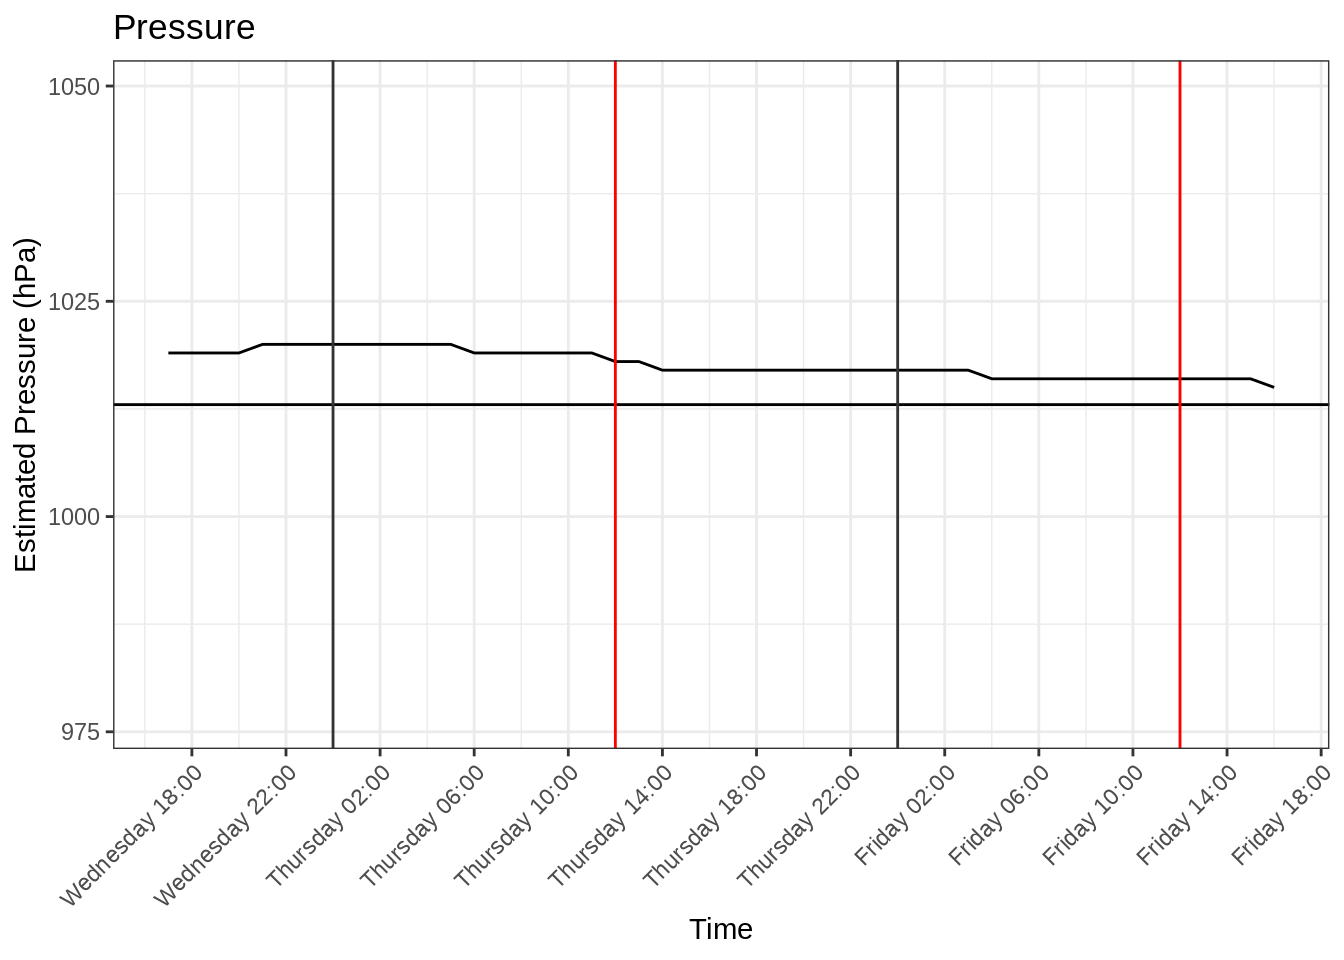 Pressure
Estimated Pressure (hPa)
1050
1025
1000
975
Wednesday 18:00
Wednesday 22:00
Thursday 02:00
Thursday 06:00
Thursday 10:00
Thursday 14:00
Thursday 18:00
Thursday 22:00
Friday 02:00
Friday 06:00
Friday 10:00
Friday 14:00
Friday 18:00
Time